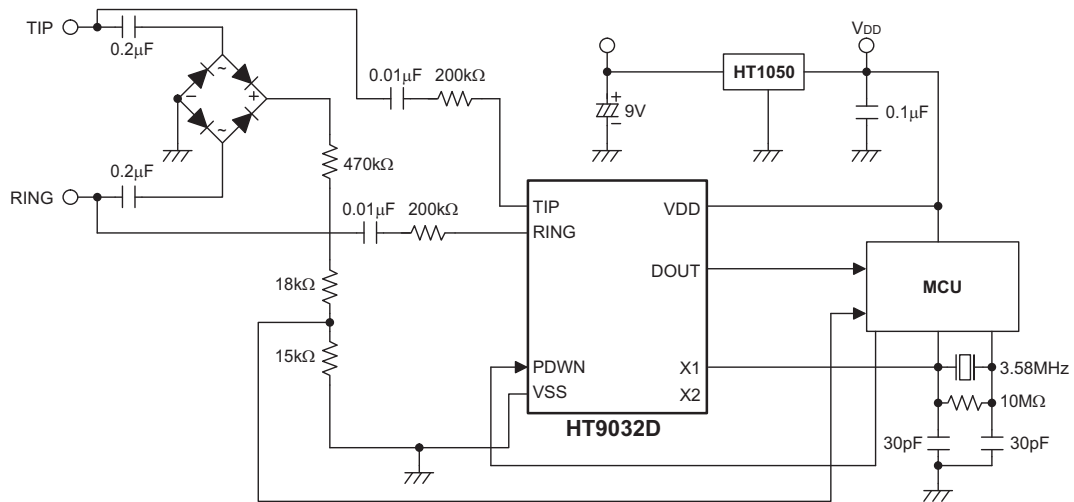 TIP
0.2μF
~
−
+
~
RING
0.2μF
0.01μF
200kΩ
470kΩ
0.01μF
200kΩ
18kΩ
15kΩ
+
−
9V
HT1050
VDD
0.1μF
TIP
RING
PDWN
VSS
VDD
DOUT
X1
X2
HT9032D
MCU
3.58MHz
10MΩ
30pF
30pF